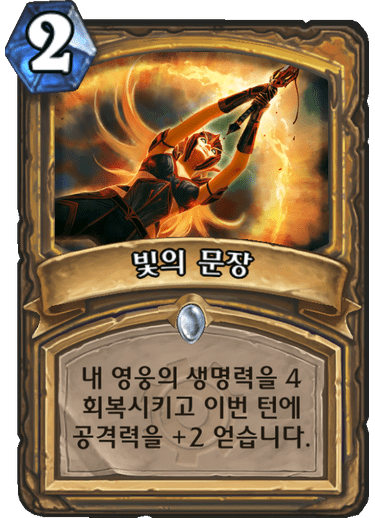 2
빛의 문장
내 영웅의 생명력을 4
회복시키고 이번 턴에
공격력을 +2 얻습니다.